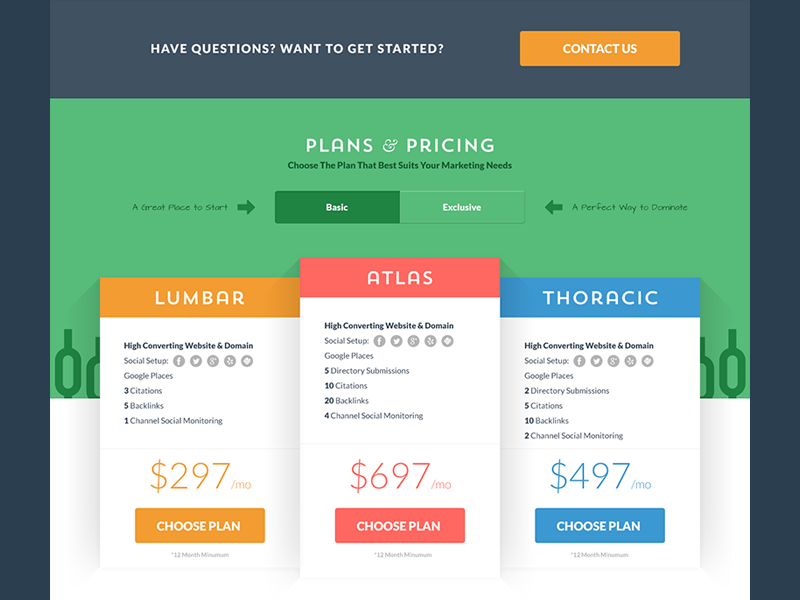 HAVE QUESTIONS? WANT TO GET STARTED?
CONTACT US
PLANS & PRICING
Choose The Plan That Best Suits Your Marketing Needs
A Great Place to Start
Basic
Exclusive
A Perfect Way to Dominate
LUMBAR
High Converting Website & Domain
Social Setup:
Google Places
3 Citations
5 Backlinks
1 Channel Social Monitoring
$297/mo
CHOOSE PLAN
*12 Month Minumum
ATLAS
High Converting Website & Domain
Social Setup:
Google Places
5 Directory Submissions
10 Citations
20 Backlinks
4 Channel Social Monitoring
$697/mo
CHOOSE PLAN
*12 Month Minumum
THORACIC
High Converting Website & Domain
Social Setup:
Google Places
2 Directory Submissions
5 Citations
10 Backlinks
2 Channel Social Monitoring
$497/mo
CHOOSE PLAN
*12 Month Minumum